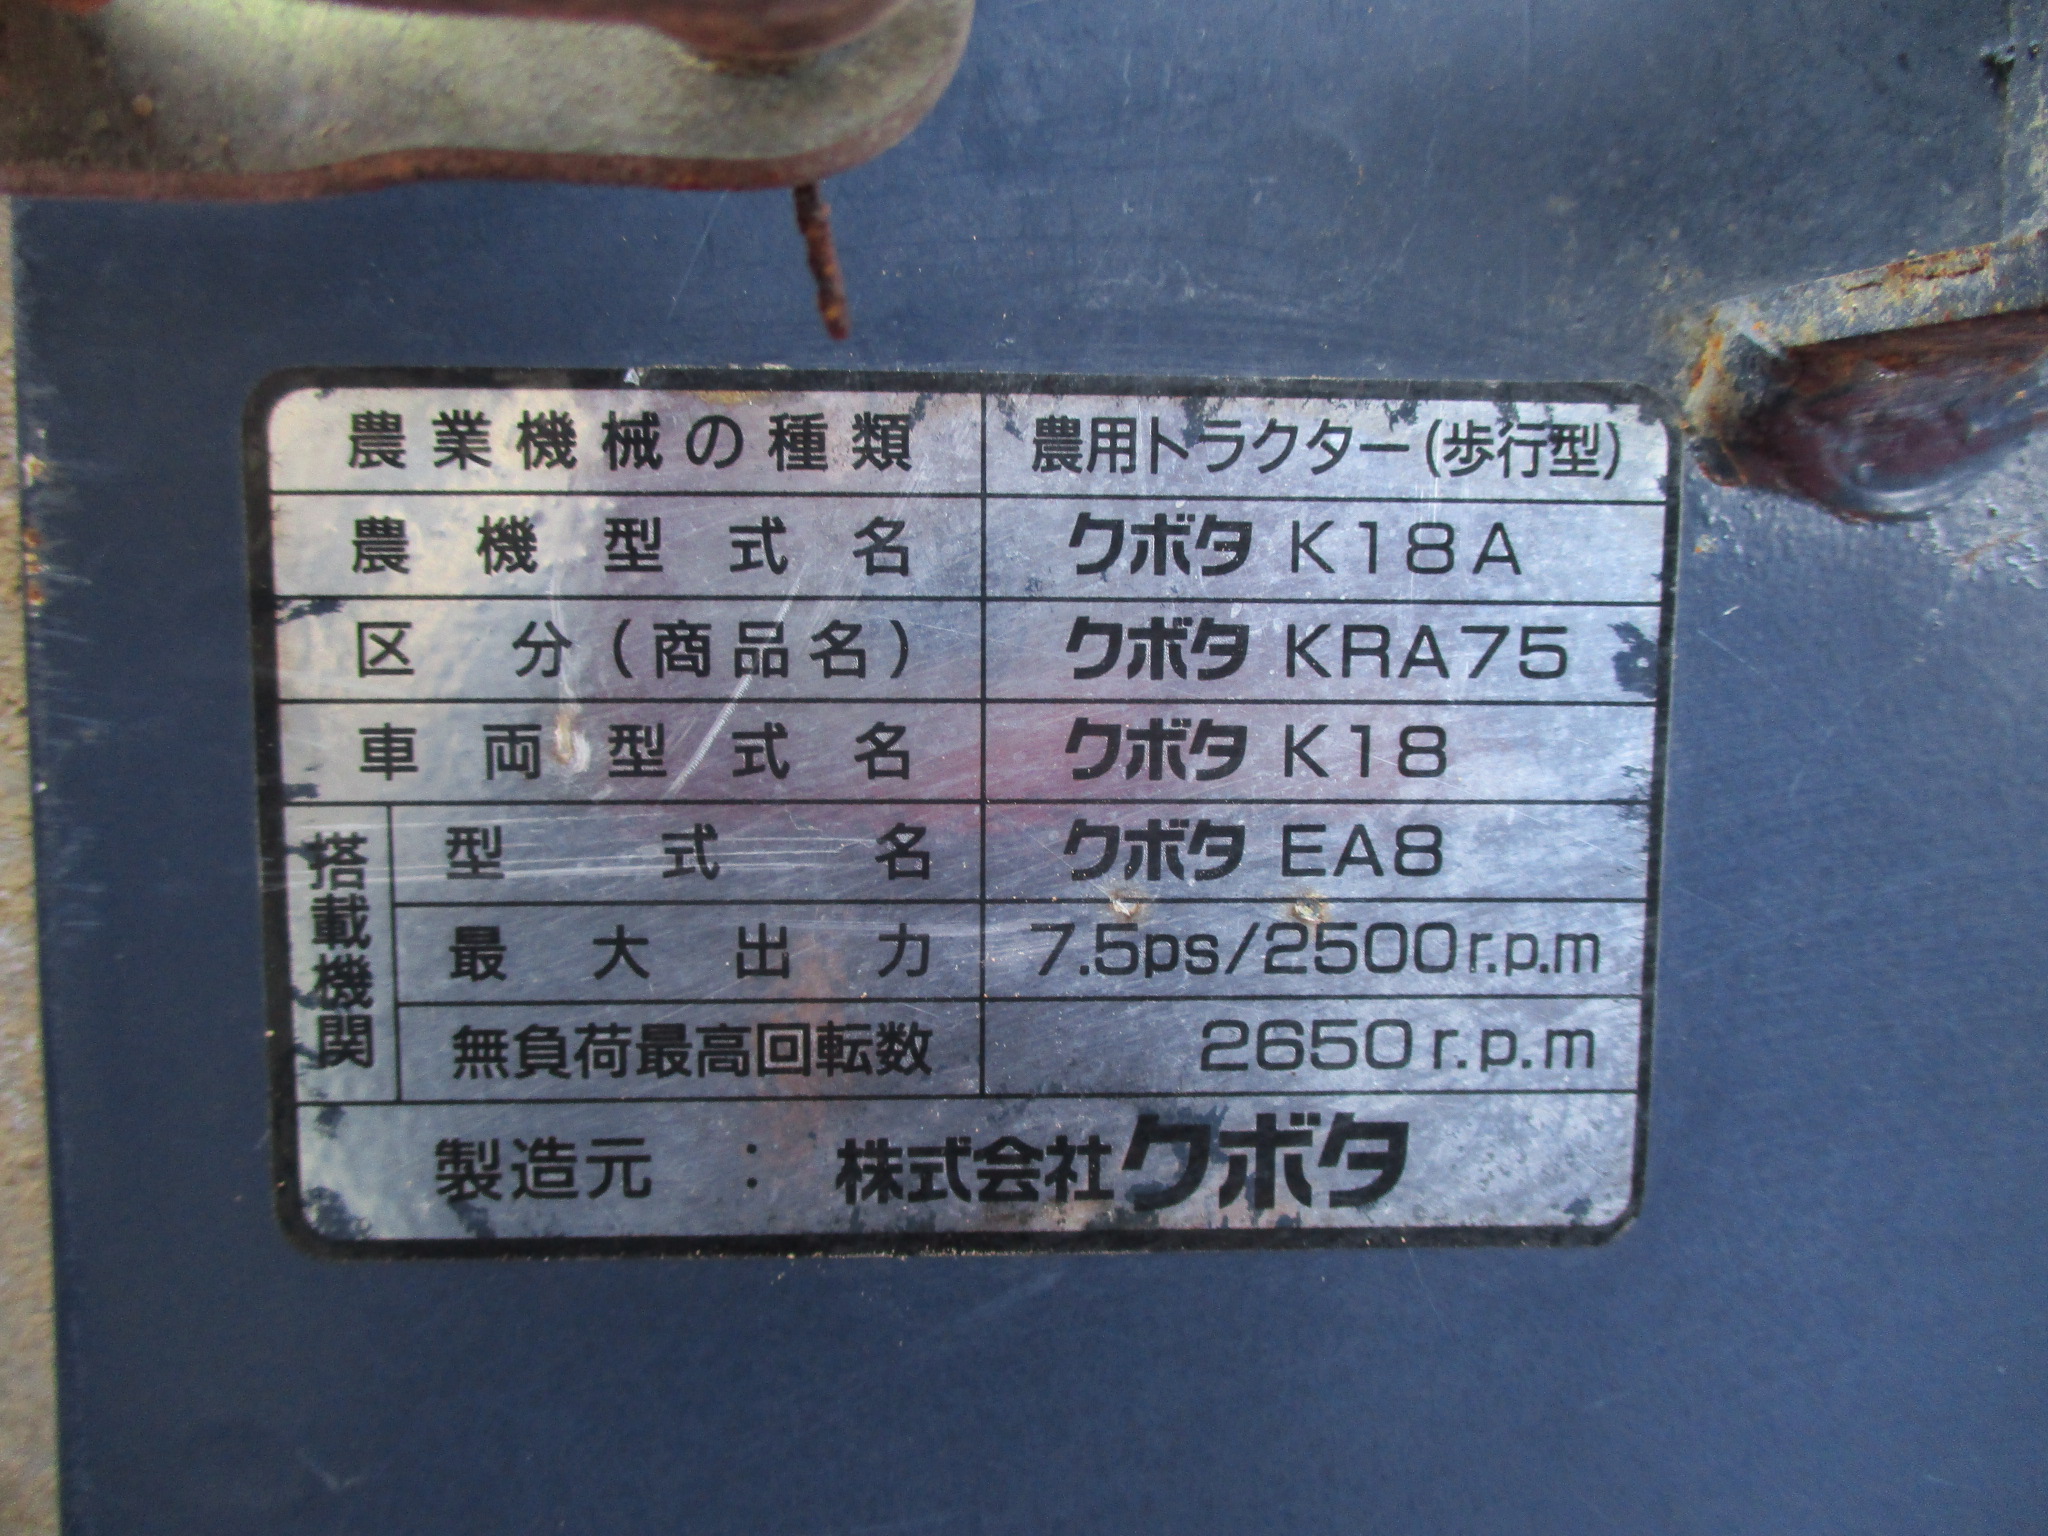 農業機械の種類 農用トラクター(歩行型)
農機型式名 クボタ K18A
区分(商品名) クボタ KRA75
車両型式名 クボタ K18
搭載機関
型式名 クボタ EA8
最大出力 7.5ps/2500r.p.m
無負荷最高回転数 2650r.p.m
製造元 : 株式会社クボタ